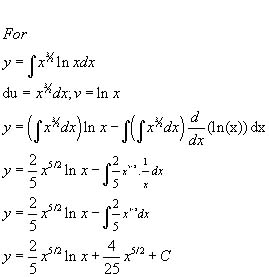 For
y = ∫x^{3/2} ln xdx
du = x^{3/2}dx; v = ln x
y = (∫x^{3/2}dx) ln x − ∫(∫x^{3/2}dx) d/dx (ln(x)) dx
y = 2/5 x^{5/2} ln x − ∫ 2/5 x · 1/x dx
y = 2/5 x^{5/2} ln x − ∫ 2/5 x dx
y = 2/5 x^{5/2} ln x + 4/25 x^{5/2} + C